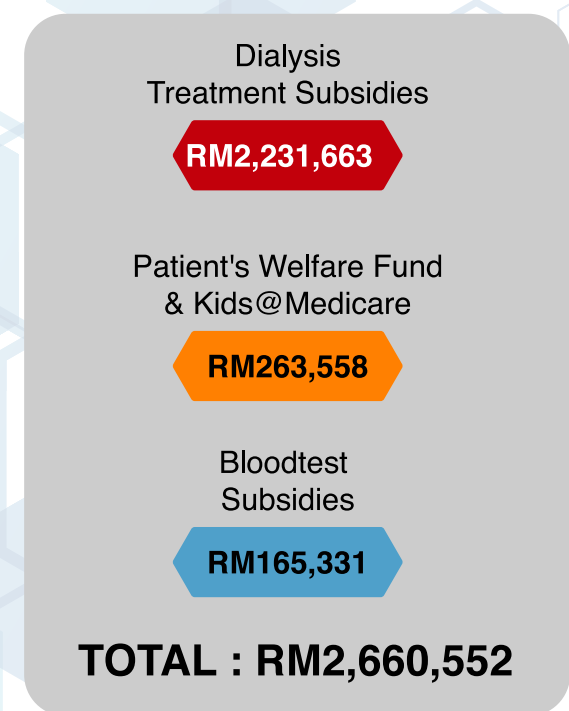 Dialysis
Treatment Subsidies
RM2,231,663
Patient's Welfare Fund
& Kids@Medicare
RM263,558
Bloodtest
Subsidies
RM165,331
TOTAL : RM2,660,552